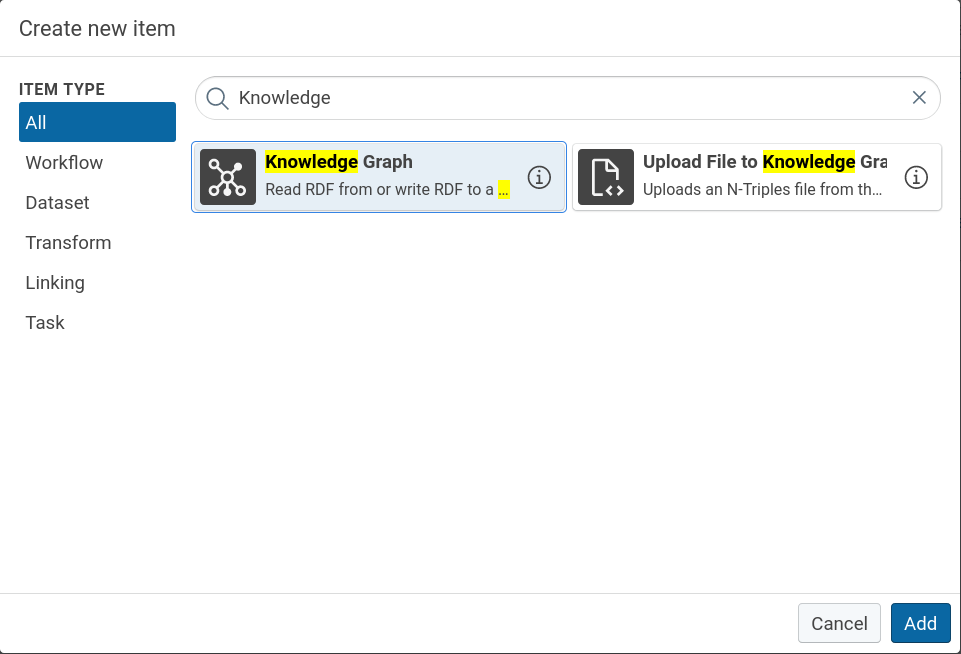 Create new item
ITEM TYPE
All
Workflow
Dataset
Transform
Linking
Task
Knowledge
Knowledge Graph
Read RDF from or write RDF to a ...
Upload File to Knowledge Gra
Uploads an N-Triples file from th...
Cancel
Add